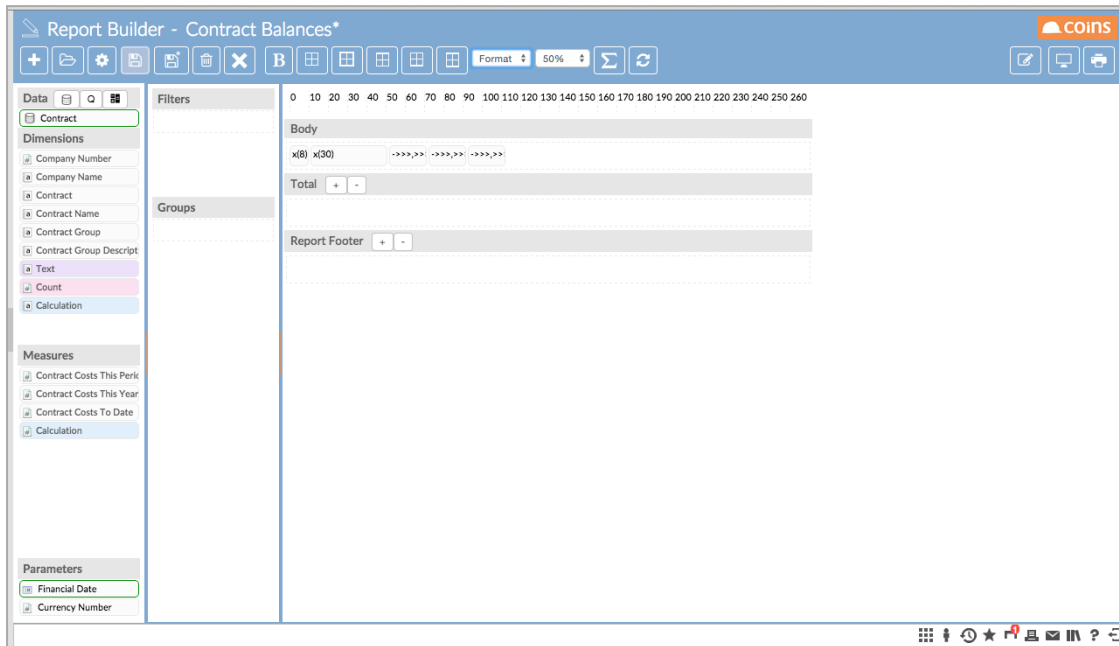 Report Builder - Contract Balances*
coins
B
Format
50%
Σ
Data
Q
Contract
Dimensions
Company Number
Company Name
Contract
Contract Name
Contract Group
Contract Group Descript
Text
Count
Calculation
Measures
Contract Costs This Peric
Contract Costs This Year
Contract Costs To Date
Calculation
Parameters
Financial Date
Currency Number
Filters
Groups
0 10 20 30 40 50 60 70 80 90 100 110 120 130 140 150 160 170 180 190 200 210 220 230 240 250 260
Body
x(8) x(30) ->>>,>>: ->>>,>>: ->>>,>>:
Total + -
Report Footer + -
1
?